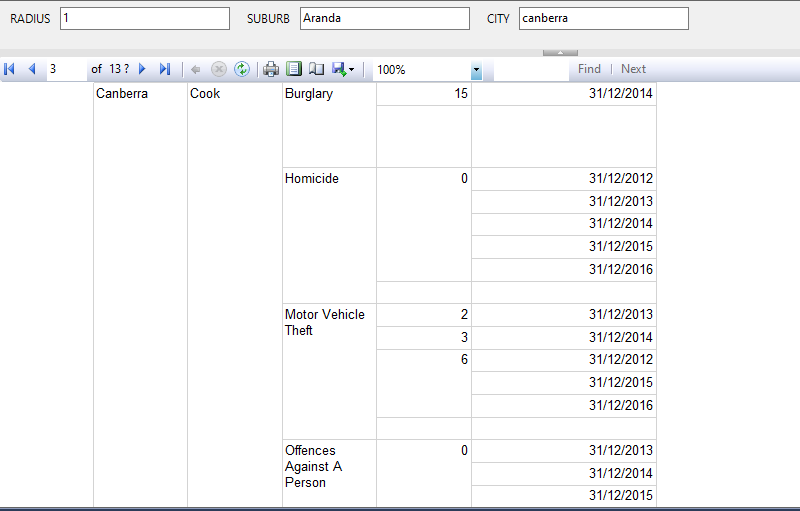 RADIUS 1 SUBURB Aranda CITY canberra
3 of 13 ? 100% Find | Next
Canberra Cook Burglary 15 31/12/2014
Homicide 0 31/12/2012
31/12/2013
31/12/2014
31/12/2015
31/12/2016
Motor Vehicle 2 31/12/2013
Theft
3 31/12/2014
6 31/12/2012
31/12/2015
31/12/2016
Offences 0 31/12/2013
Against A 31/12/2014
Person 31/12/2015